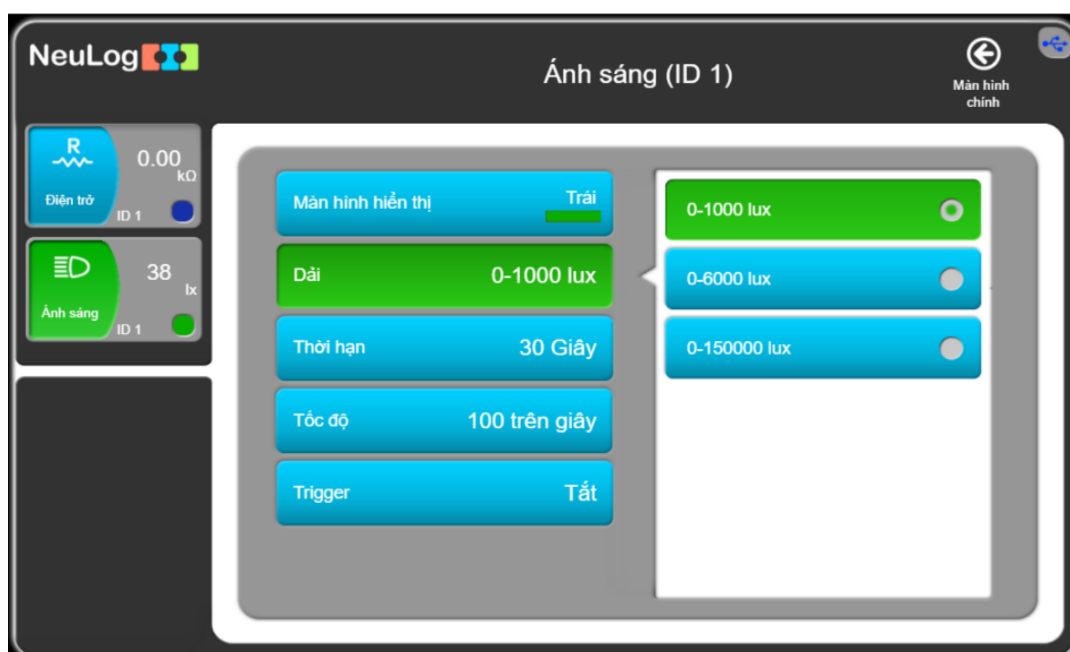 NeuLog
Ánh sáng (ID 1)
Màn hình
chính
R
0.00
kΩ
Điện trở
ID 1
38
lx
Ánh sáng
ID 1
Màn hình hiển thị
Trái
Dải
0-1000 lux
Thời hạn
30 Giây
Tốc độ
100 trên giây
Trigger
Tắt
0-1000 lux
0-6000 lux
0-150000 lux